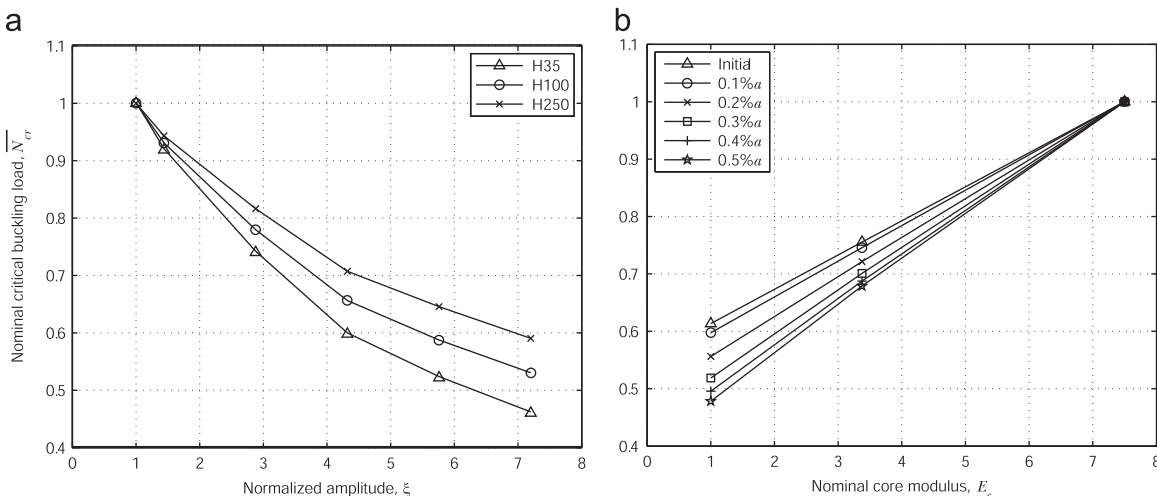 a
1.1
1
0.9
0.8
0.7
0.6
0.5
0.4
0 1 2 3 4 5 6 7 8
Nominal critical buckling load, N_cr
Normalized amplitude, ξ
H35
H100
H250
b
1.1
1
0.9
0.8
0.7
0.6
0.5
0.4
0 1 2 3 4 5 6 7 8
Nominal core modulus, E
Initial
0.1%a
0.2%a
0.3%a
0.4%a
0.5%a